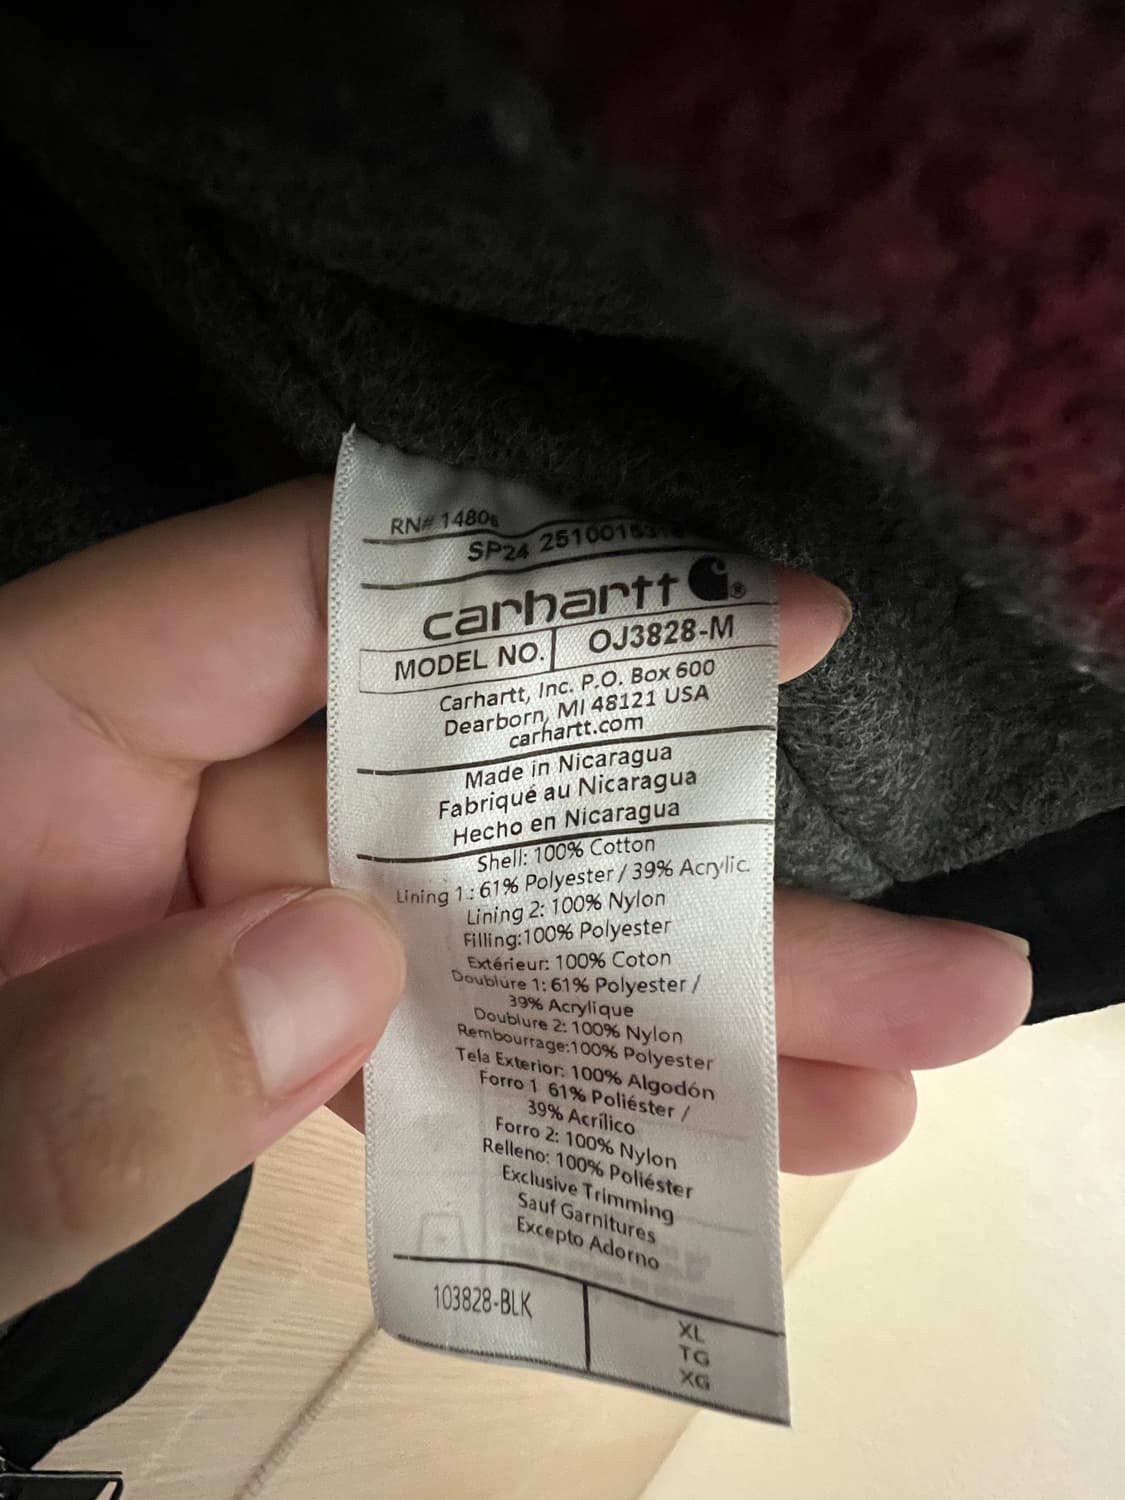 RN# 14806
SP24 251001531
carhartt ®
MODEL NO. OJ3828-M
Carhartt, Inc. P.O. Box 600
Dearborn, MI 48121 USA
carhartt.com
Made in Nicaragua
Fabriqué au Nicaragua
Hecho en Nicaragua
Shell: 100% Cotton
Lining 1.: 61% Polyester / 39% Acrylic
Lining 2: 100% Nylon
Filling:100% Polyester
Extérieur: 100% Coton
Doublure 1: 61% Polyester /
39% Acrylique
Doublure 2: 100% Nylon
Rembourrage:100% Polyester
Tela Exterior: 100% Algodón
Forro 1 61% Poliéster /
39% Acrílico
Forro 2: 100% Nylon
Relleno: 100% Poliéster
Exclusive Trimming
Sauf Garnitures
Excepto Adorno
103828-BLK
XL
TG
XG